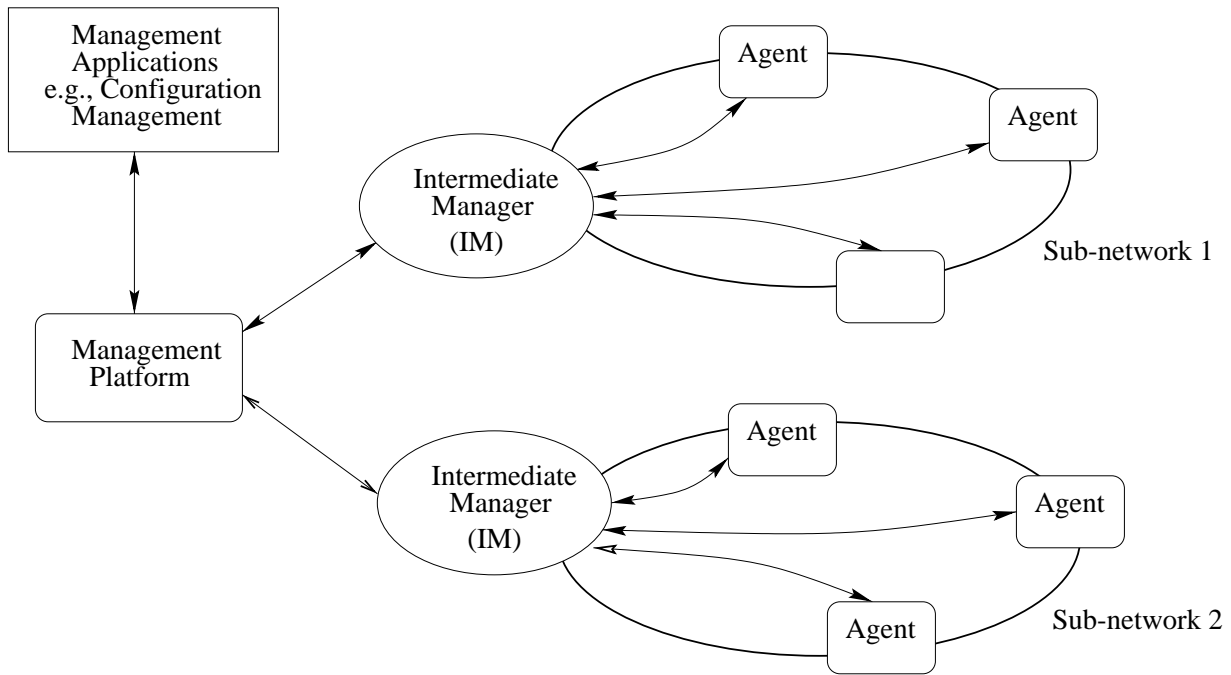 Management
Applications
e.g., Configuration
Management
Management
Platform
Intermediate
Manager
(IM)
Agent
Agent
Sub-network 1
Intermediate
Manager
(IM)
Agent
Agent
Agent
Sub-network 2